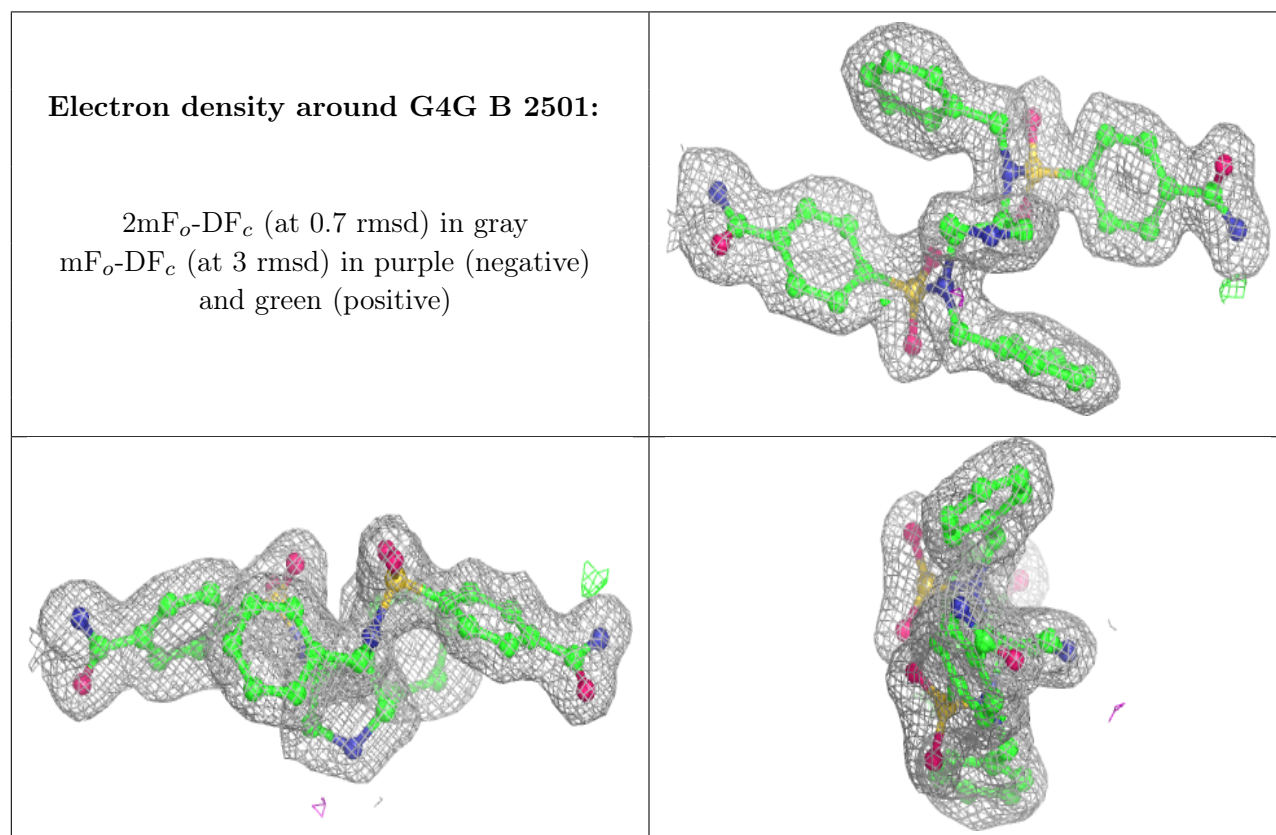 Electron density around G4G B 2501:
2mFo-DFc (at 0.7 rmsd) in gray
mFo-DFc (at 3 rmsd) in purple (negative)
and green (positive)